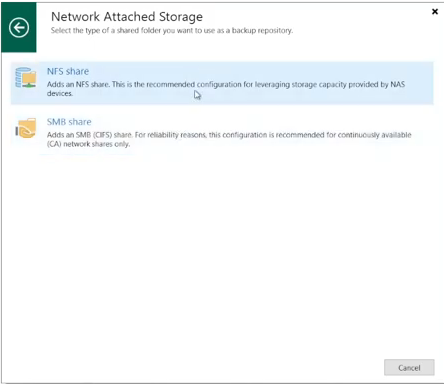 Network Attached Storage
Select the type of a shared folder you want to use as a backup repository.
NFS share
Adds an NFS share. This is the recommended configuration for leveraging storage capacity provided by NAS
devices.
SMB share
Adds an SMB (CIFS) share. For reliability reasons, this configuration is recommended for continuously available
(CA) network shares only.
Cancel